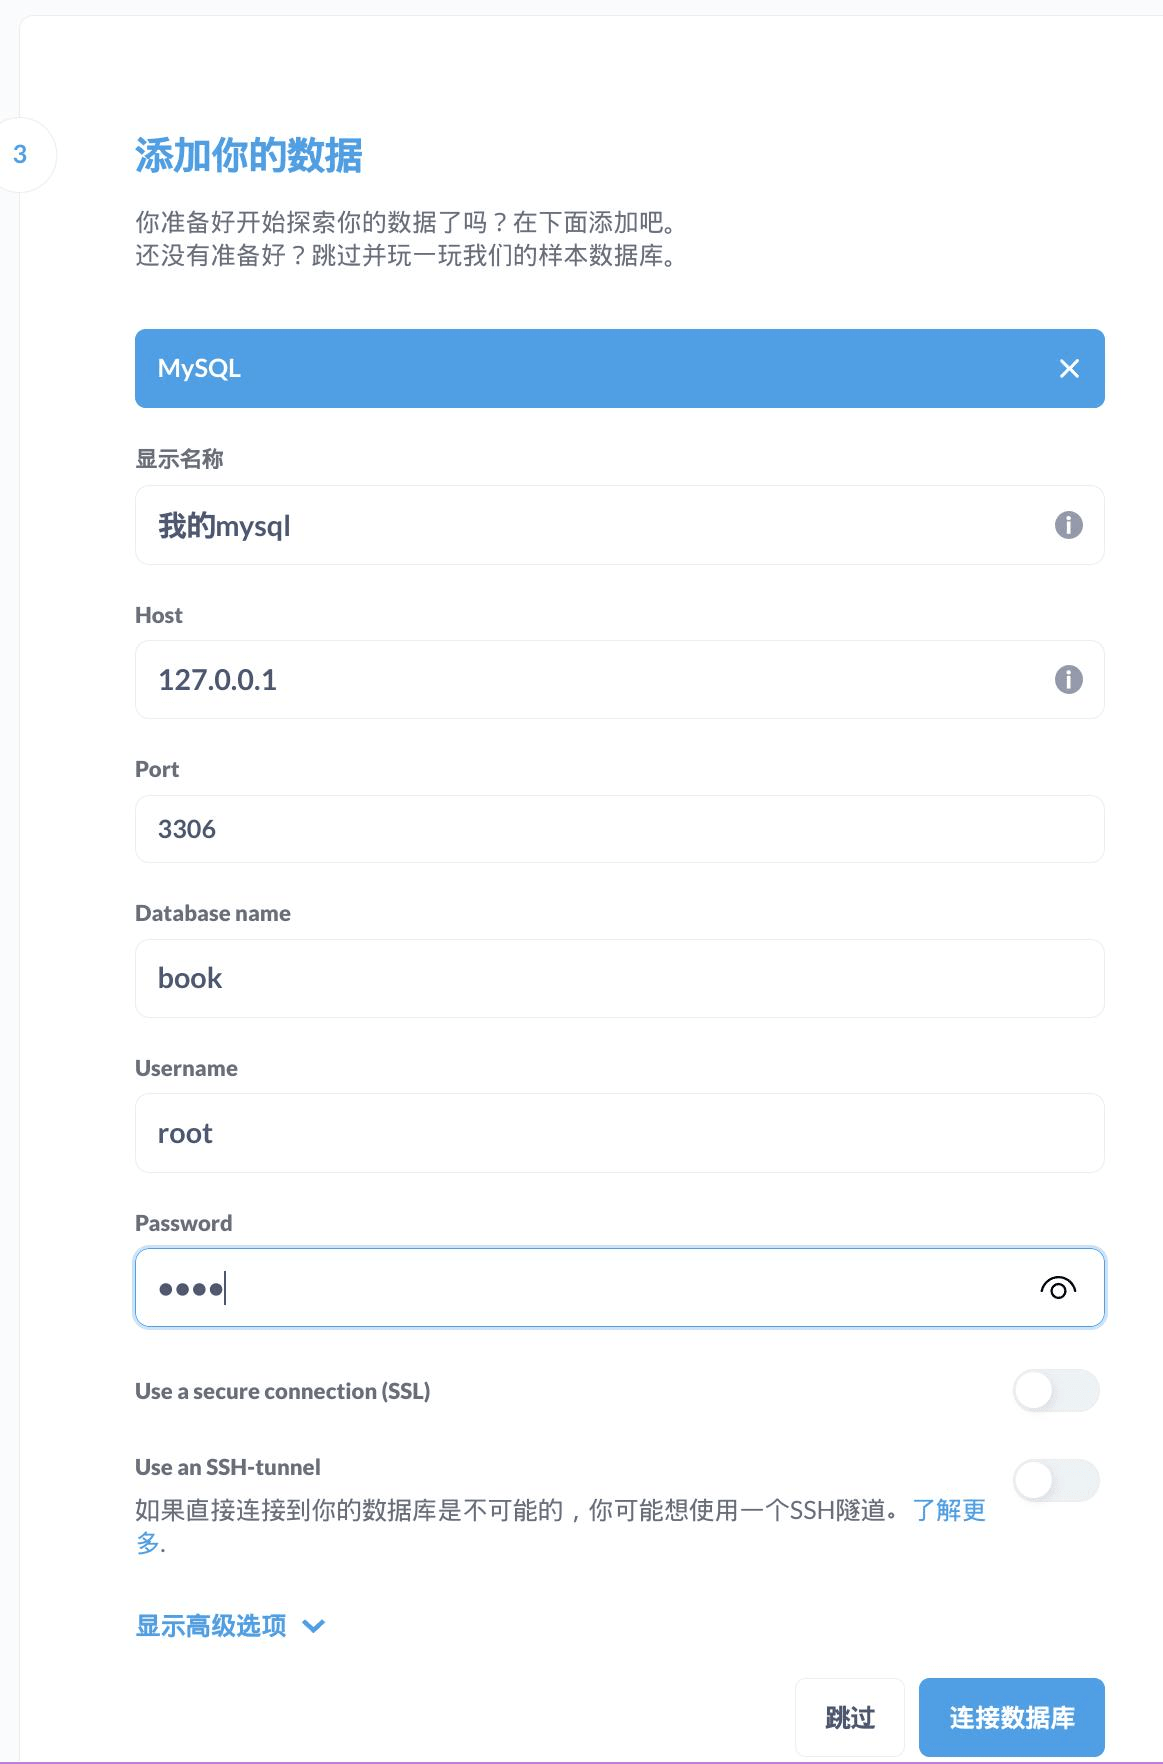 3
添加你的数据
你准备好开始探索你的数据了吗？在下面添加吧。
还没有准备好？跳过并玩一玩我们的样本数据库。
MySQL
显示名称
我的mysql
Host
127.0.0.1
Port
3306
Database name
book
Username
root
Password
••••
Use a secure connection (SSL)
Use an SSH-tunnel
如果直接连接到你的数据库是不可能的，你可能想使用一个SSH隧道。了解更
多.
显示高级选项
跳过
连接数据库